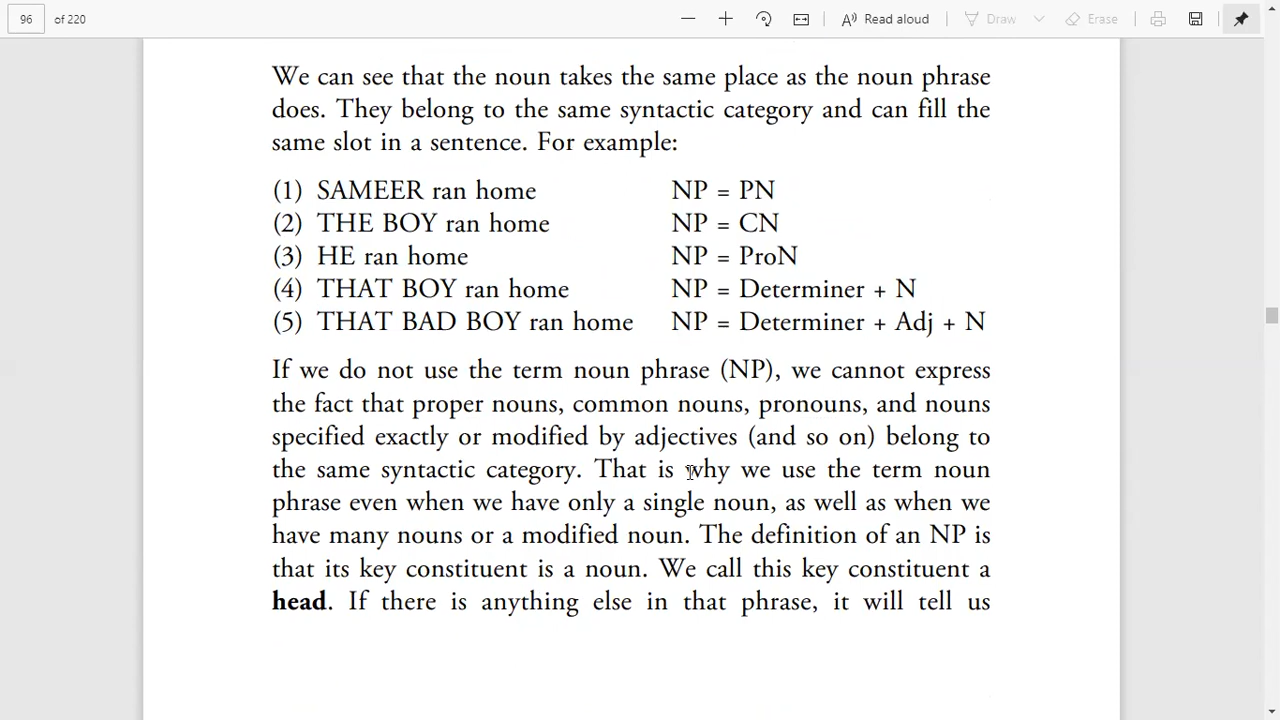 96 of 220 Read aloud Draw Erase
We can see that the noun takes the same place as the noun phrase
does. They belong to the same syntactic category and can fill the
same slot in a sentence. For example:
(1) SAMEER ran home NP = PN
(2) THE BOY ran home NP = CN
(3) HE ran home NP = ProN
(4) THAT BOY ran home NP = Determiner + N
(5) THAT BAD BOY ran home NP = Determiner + Adj + N
If we do not use the term noun phrase (NP), we cannot express
the fact that proper nouns, common nouns, pronouns, and nouns
specified exactly or modified by adjectives (and so on) belong to
the same syntactic category. That is why we use the term noun
phrase even when we have only a single noun, as well as when we
have many nouns or a modified noun. The definition of an NP is
that its key constituent is a noun. We call this key constituent a
head. If there is anything else in that phrase, it will tell us